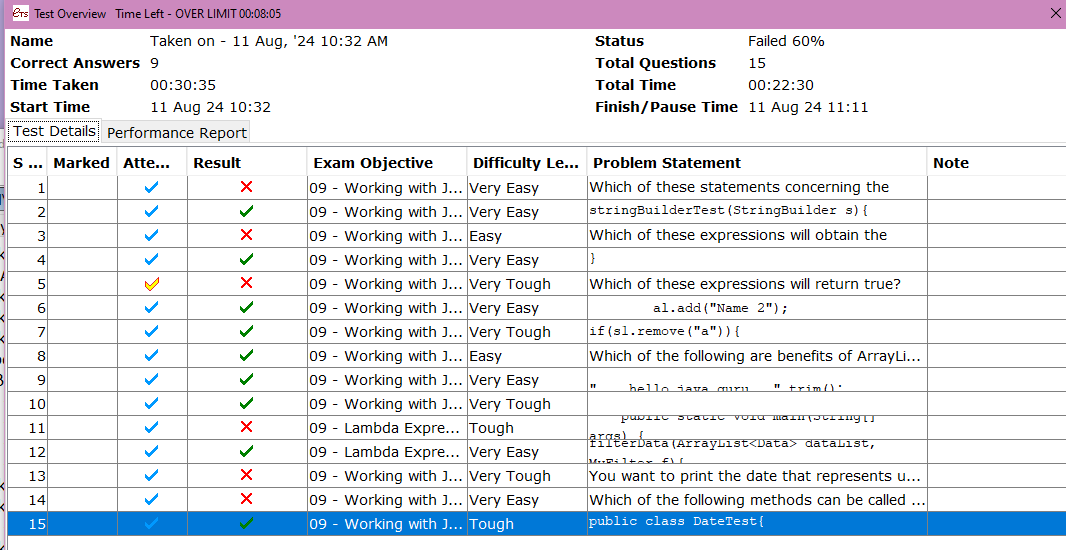 Ets Test Overview Time Left - OVER LIMIT 00:08:05
Name Taken on - 11 Aug, '24 10:32 AM Status Failed 60%
Correct Answers 9 Total Questions 15
Time Taken 00:30:35 Total Time 00:22:30
Start Time 11 Aug 24 10:32 Finish/Pause Time 11 Aug 24 11:11
Test Details Performance Report
S ... Marked Atte... Result Exam Objective Difficulty Le... Problem Statement Note
1 09 - Working with J... Very Easy Which of these statements concerning the
2 09 - Working with J... Very Easy stringBuilderTest(StringBuilder s){
3 09 - Working with J... Easy Which of these expressions will obtain the
4 09 - Working with J... Very Easy }
5 09 - Working with J... Very Tough Which of these expressions will return true?
6 09 - Working with J... Very Easy al.add("Name 2");
7 09 - Working with J... Very Tough if(s1.remove("a")){
8 09 - Working with J... Easy Which of the following are benefits of ArrayLi...
9 09 - Working with J... Very Easy " hello java guru ".trim();
10 09 - Working with J... Very Tough
11 09 - Lambda Expre... Tough public static void main(String[] args) {
12 09 - Lambda Expre... Very Easy filterData(ArrayList<Data> dataList, MyFilter f){
13 09 - Working with J... Very Tough You want to print the date that represents u...
14 09 - Working with J... Very Easy Which of the following methods can be called ...
15 09 - Working with J... Tough public class DateTest{